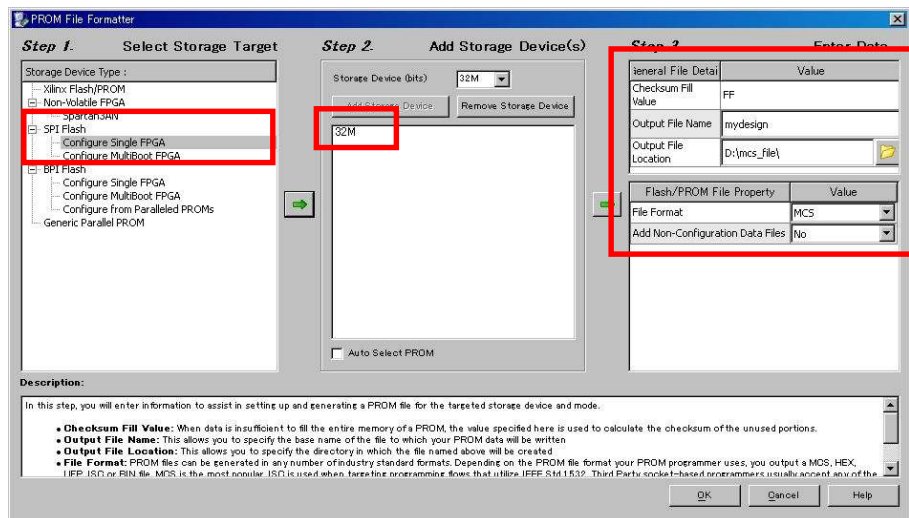 PROM File Formatter
Step 1. Select Storage Target
Storage Device Type :
Xilinx Flash/PROM
Non-Volatile FPGA
Spartan3AN
SPI Flash
Configure Single FPGA
Configure MultiBoot FPGA
BPI Flash
Configure Single FPGA
Configure MultiBoot FPGA
Configure from Paralleled PROMs
Generic Parallel PROM
Step 2. Add Storage Device(s)
Storage Device (bits) 32M
Add Storage Device Remove Storage Device
32M
Auto Select PROM
Step 3. Enter Data
General File Detai Value
Checksum Fill Value FF
Output File Name mydesign
Output File Location D:\mcs_file\
Flash/PROM File Property Value
File Format MCS
Add Non-Configuration Data Files No
Description:
In this step, you will enter information to assist in setting up and generating a PROM file for the targeted storage device and mode.
• Checksum Fill Value: When data is insufficient to fill the entire memory of a PROM, the value specified here is used to calculate the checksum of the unused portions.
• Output File Name: This allows you to specify the base name of the file to which your PROM data will be written
• Output File Location: This allows you to specify the directory in which the file named above will be created
• File Format: PROM files can be generated in any number of industry standard formats. Depending on the PROM file format your PROM programmer uses, you output a MCS, HEX,
UFP, ISC or BIN file. MCS is the most popular. ISC is used when targeting programming flows that utilize IEEE Std 1532. Third Party socket-based programmers usually accept any of the
OK Cancel Help